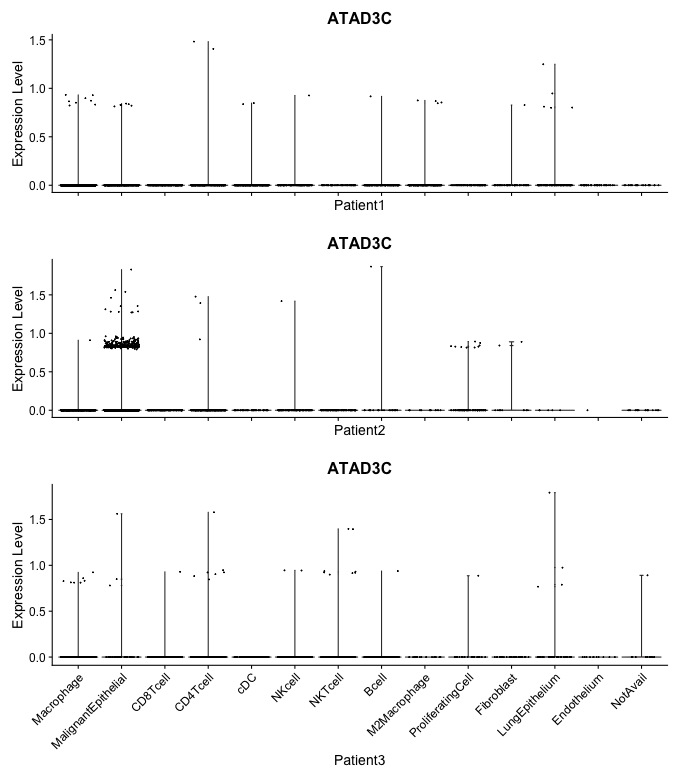 ATAD3C
Expression Level
1.5
1.0
0.5
0.0
Patient1
ATAD3C
Expression Level
1.5
1.0
0.5
0.0
Patient2
ATAD3C
Expression Level
1.5
1.0
0.5
0.0
Macrophage
MalignantEpithelial
CD8Tcell
CD4Tcell
cDC
NKcell
NKTcell
Bcell
M2Macrophage
ProliferatingCell
Fibroblast
LungEpithelium
Endothelium
NotAvail
Patient3